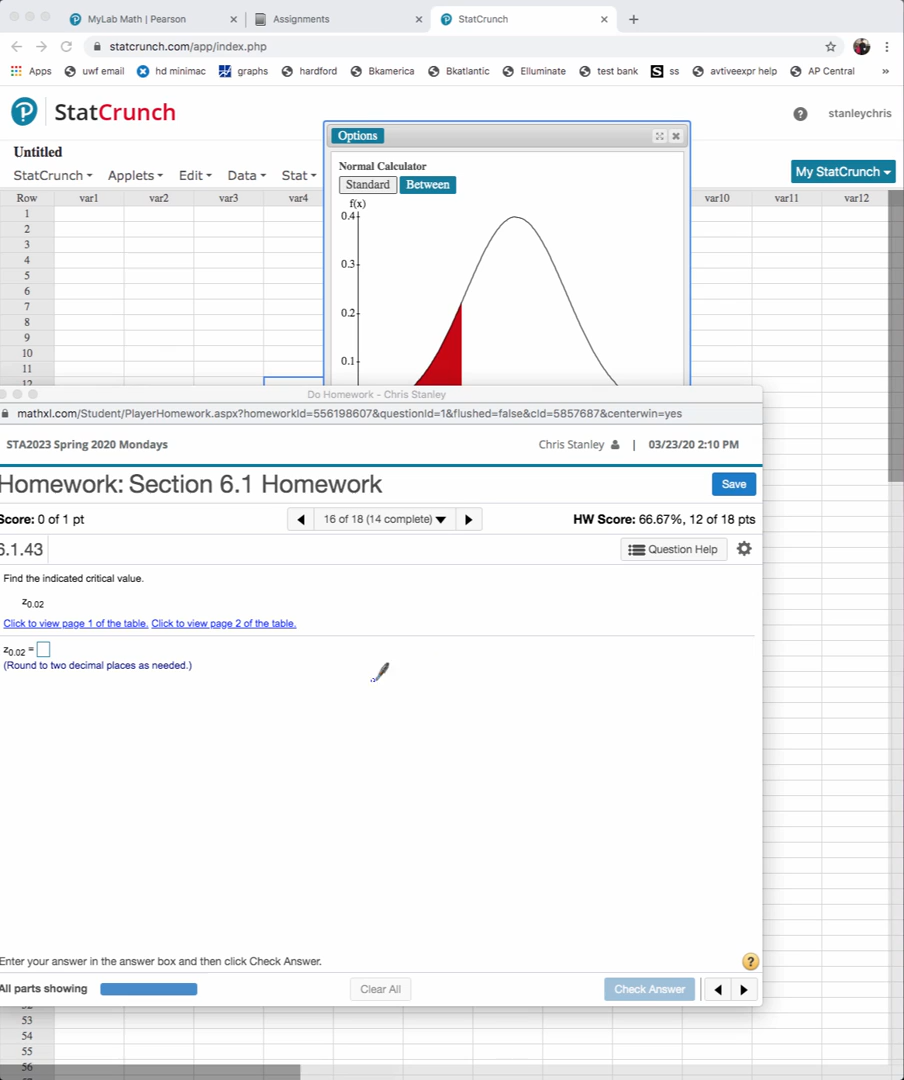 MyLab Math | Pearson × Assignments × StatCrunch × +
statcrunch.com/app/index.php
Apps uwf email hd minimac graphs hardford Bkamerica Bkatlantic Elluminate test bank S ss avtiveexpr help AP Central »
P StatCrunch ? stanleychris
Untitled
StatCrunch Applets Edit Data Stat My StatCrunch
Options
Normal Calculator
Standard Between
f(x)
0.4
0.3
0.2
0.1
Row var1 var2 var3 var4 var10 var11 var12
1
2
3
4
5
6
7
8
9
10
11
12
Do Homework - Chris Stanley
mathxl.com/Student/PlayerHomework.aspx?homeworkId=556198607&questionId=1&flushed=false&cId=5857687&centerwin=yes
STA2023 Spring 2020 Mondays Chris Stanley | 03/23/20 2:10 PM
Homework: Section 6.1 Homework Save
Score: 0 of 1 pt 16 of 18 (14 complete) HW Score: 66.67%, 12 of 18 pts
6.1.43 Question Help
Find the indicated critical value.
z0.02
Click to view page 1 of the table. Click to view page 2 of the table.
z0.02 =
(Round to two decimal places as needed.)
Enter your answer in the answer box and then click Check Answer. ?
All parts showing Clear All Check Answer
53
54
55
56